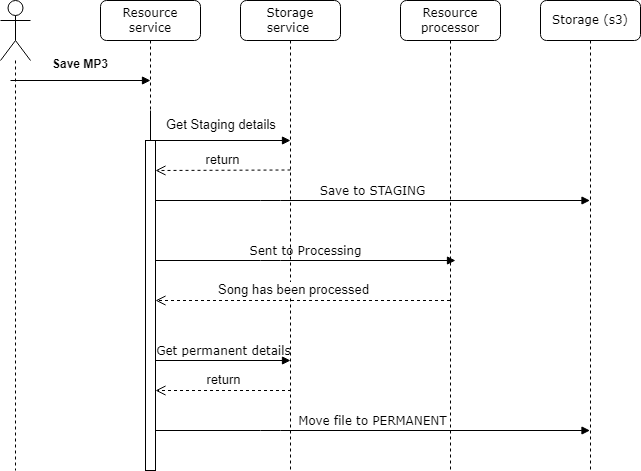 Resource
service
Storage
service
Resource
processor
Storage (s3)
Save MP3
Get Staging details
return
Save to STAGING
Sent to Processing
Song has been processed
Get permanent details
return
Move file to PERMANENT